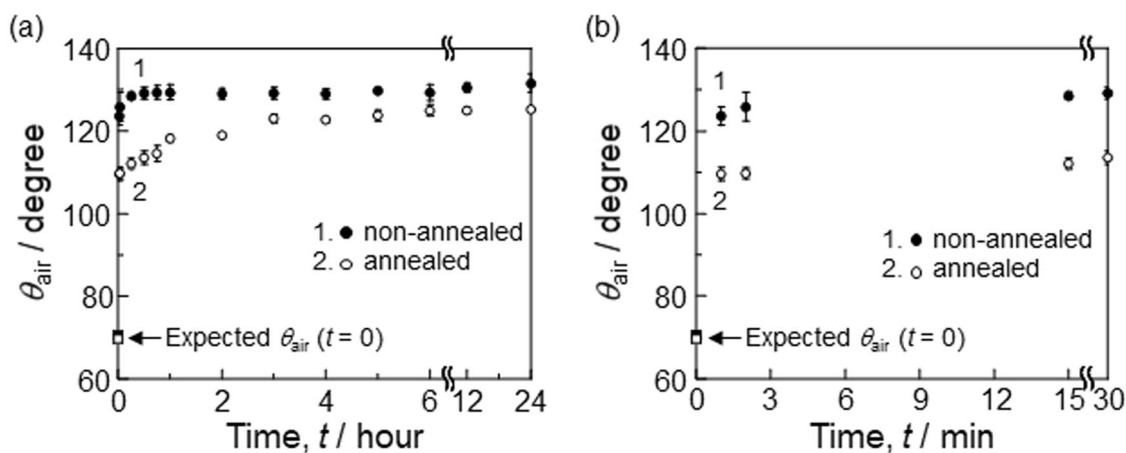 (a)
140
120
100
80
60
θair / degree
1
2
1. ● non-annealed
2. ○ annealed
Expected θair (t = 0)
0 2 4 6 12 24
Time, t / hour
(b)
140
120
100
80
60
θair / degree
1
2
1. ● non-annealed
2. ○ annealed
Expected θair (t = 0)
0 3 6 9 12 15 30
Time, t / min